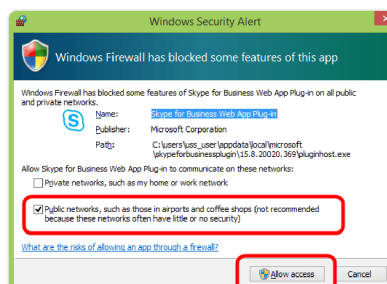 Windows Security Alert
Windows Firewall has blocked some features of this app
Windows Firewall has blocked some features of Skype for Business Web App Plug-in on all public
and private networks.
Name: Skype for Business Web App Plug-in
Publisher: Microsoft Corporation
Path: C:\users\uss_user\appdata\local\microsoft
\skypeforbusinessplugin\15.8.20020.369\pluginhost.exe
Allow Skype for Business Web App Plug-in to communicate on these networks:
Private networks, such as my home or work network
Public networks, such as those in airports and coffee shops (not recommended
because these networks often have little or no security)
What are the risks of allowing an app through a firewall?
Allow access
Cancel